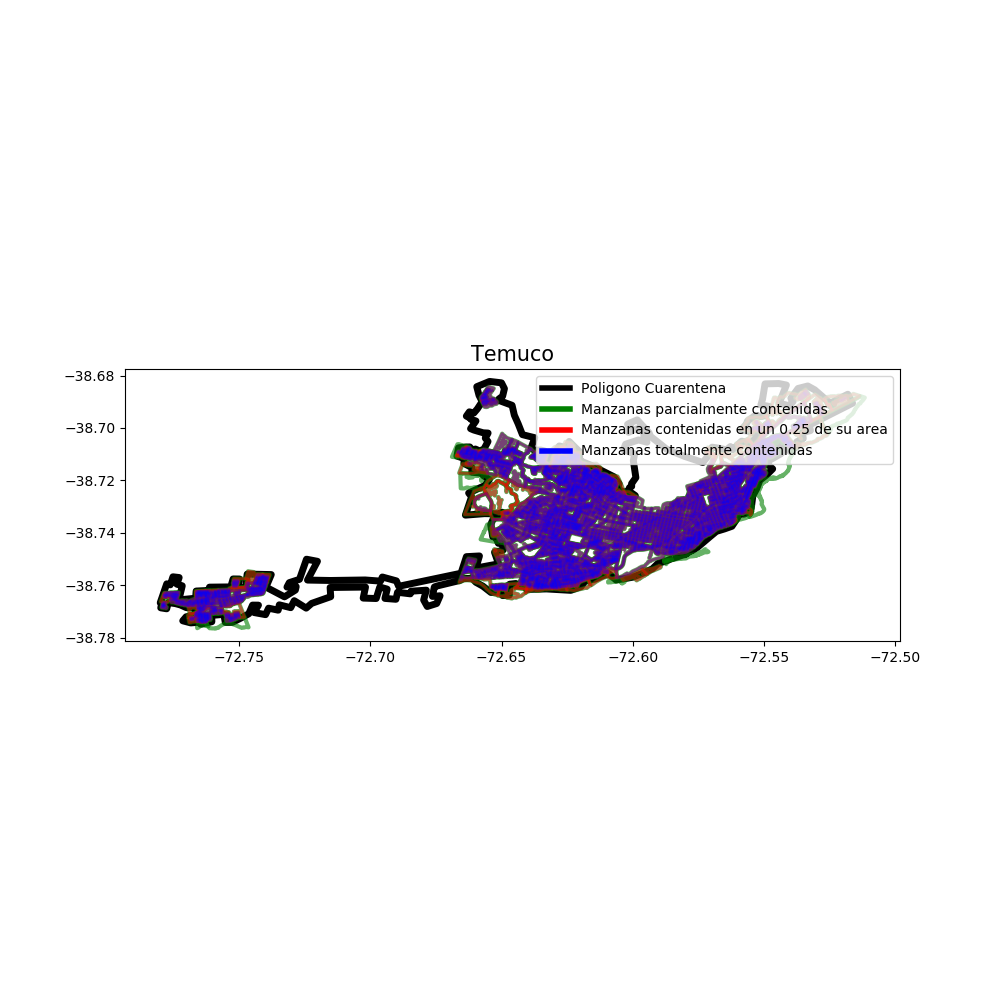 Temuco
Poligono Cuarentena
Manzanas parcialmente contenidas
Manzanas contenidas en un 0.25 de su area
Manzanas totalmente contenidas
−38.68
−38.70
−38.72
−38.74
−38.76
−38.78
−72.75 −72.70 −72.65 −72.60 −72.55 −72.50